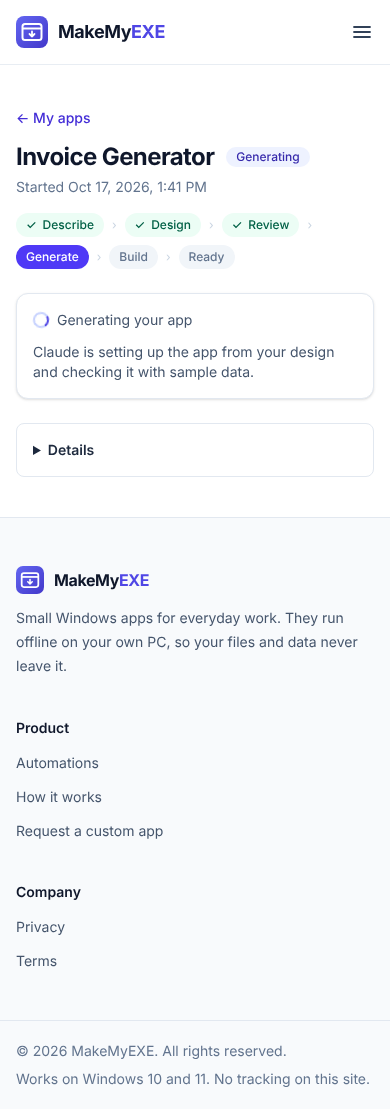 MakeMyEXE
← My apps
Invoice Generator Generating
Started Oct 17, 2026, 1:41 PM
✓ Describe › ✓ Design › ✓ Review ›
Generate › Build › Ready
Generating your app
Claude is setting up the app from your design
and checking it with sample data.
▶ Details
MakeMyEXE
Small Windows apps for everyday work. They run
offline on your own PC, so your files and data never
leave it.
Product
Automations
How it works
Request a custom app
Company
Privacy
Terms
© 2026 MakeMyEXE. All rights reserved.
Works on Windows 10 and 11. No tracking on this site.